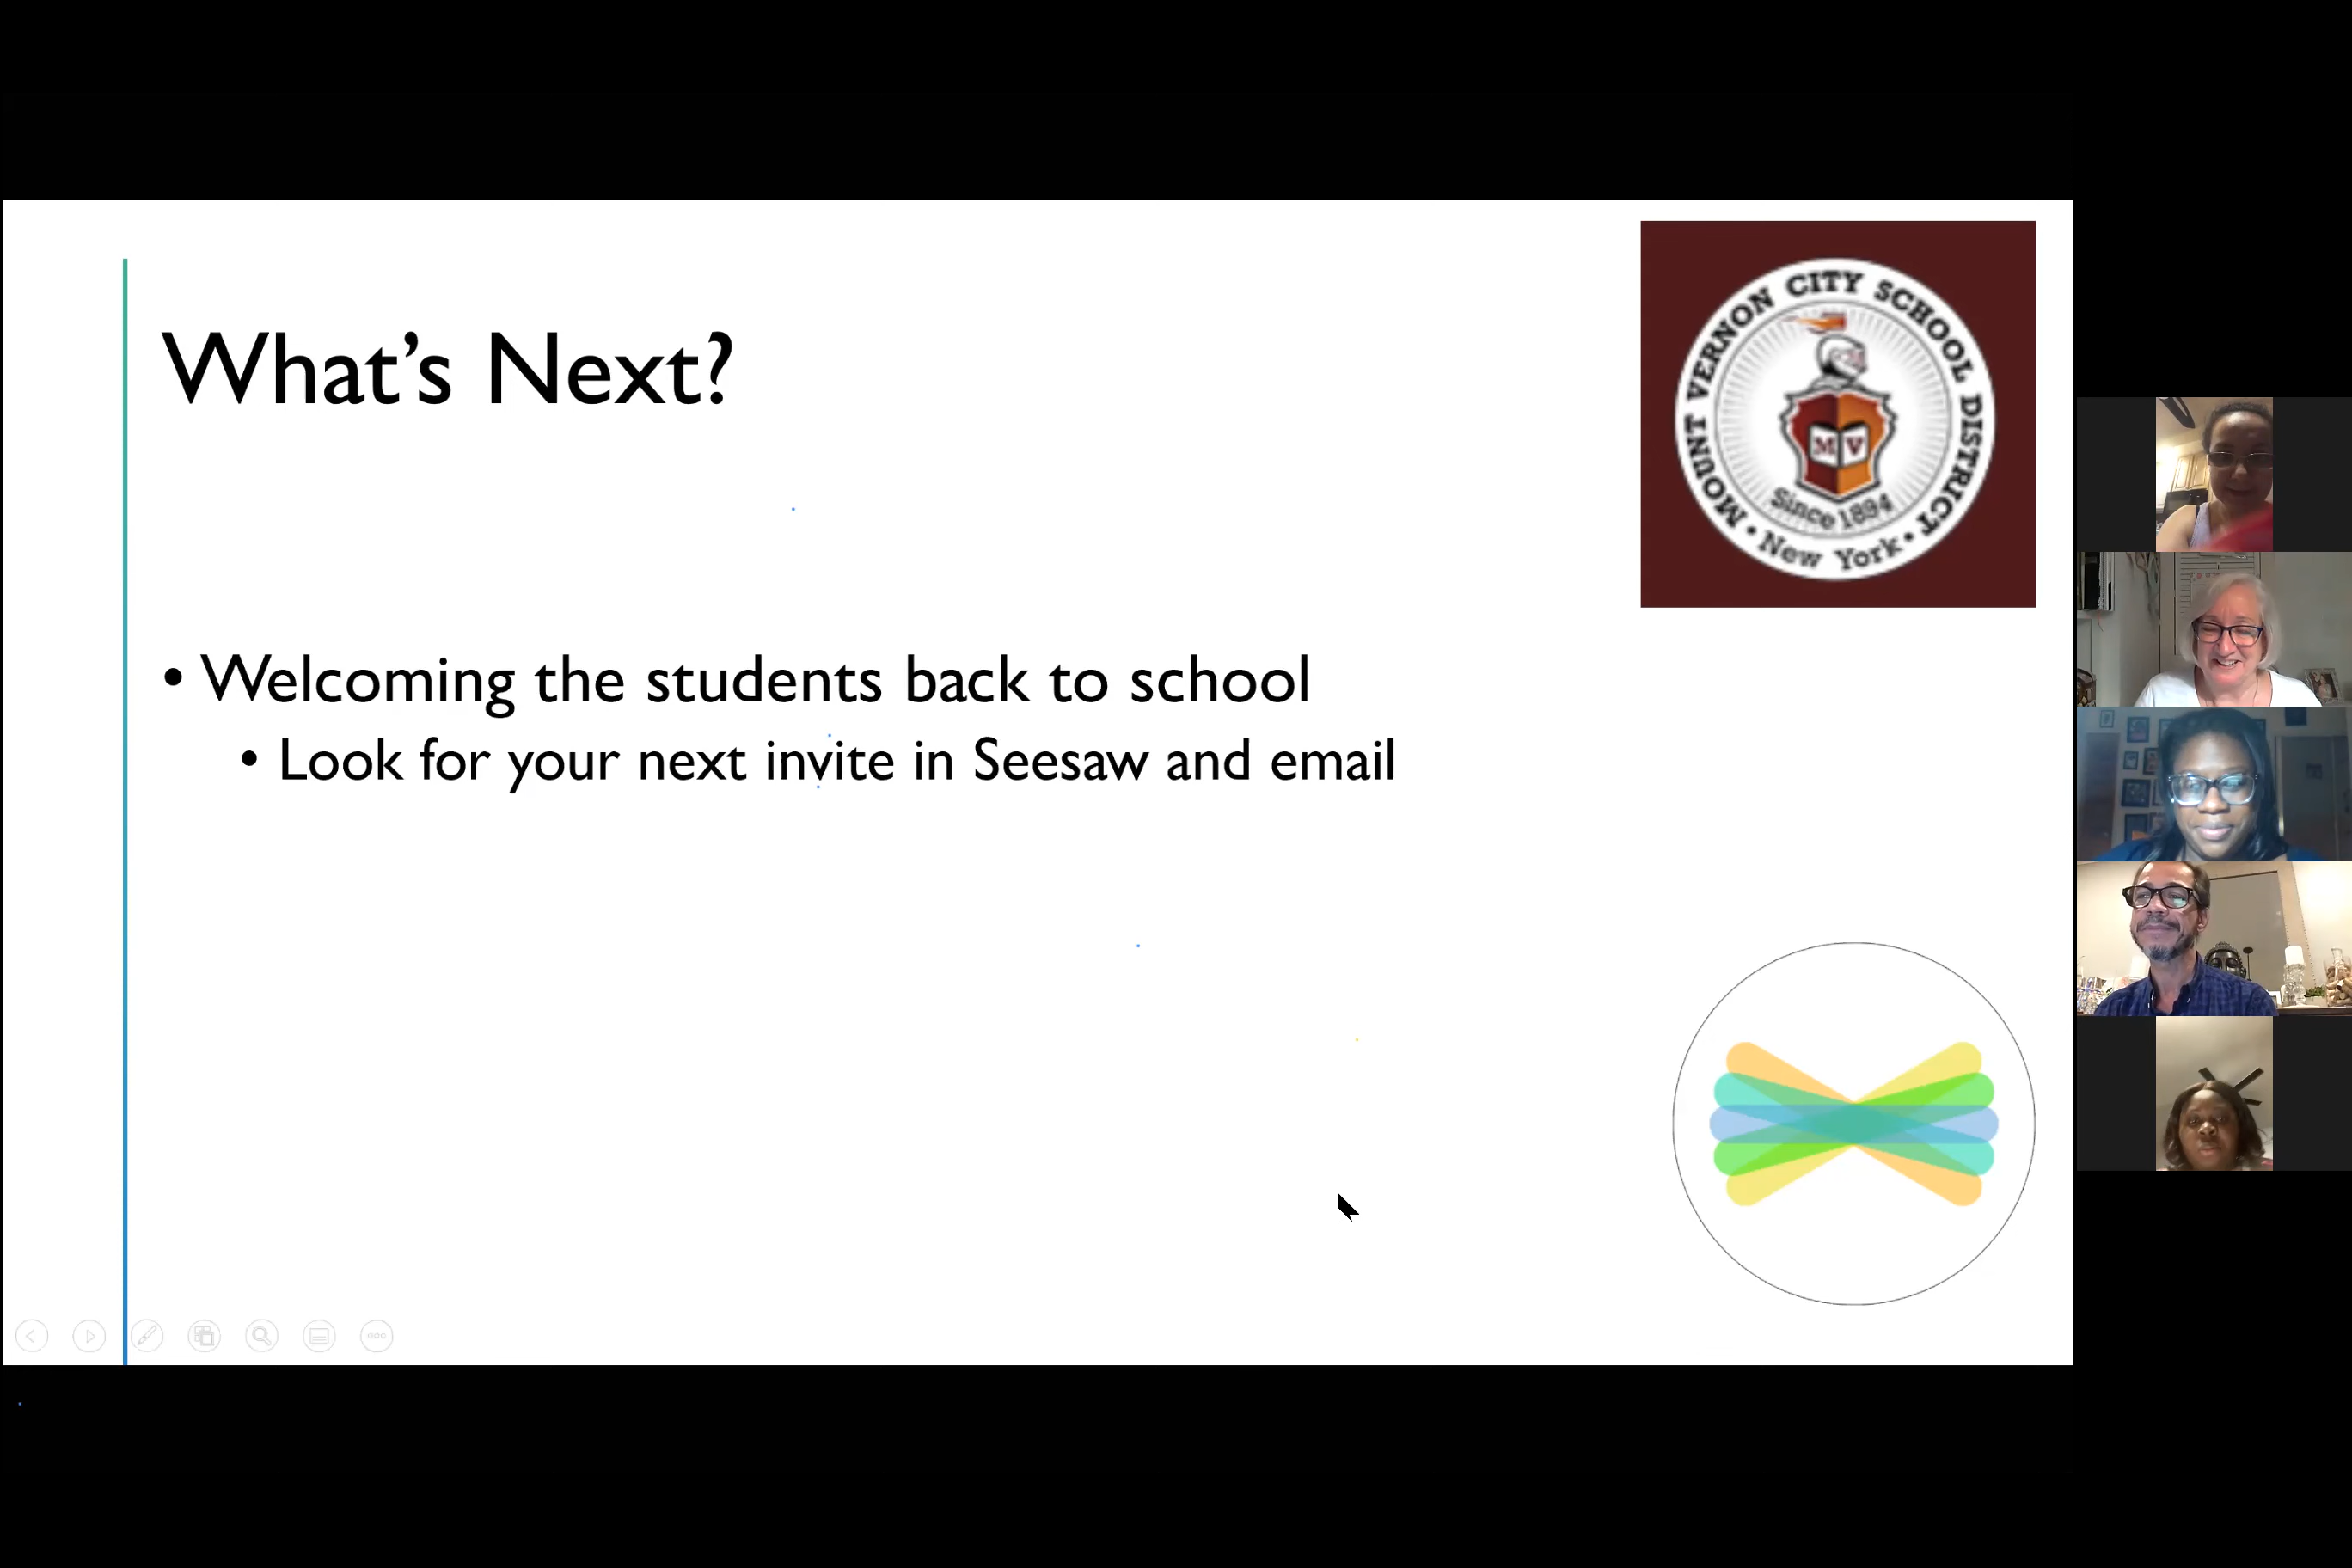 What's Next?
MOUNT VERNON CITY SCHOOL DISTRICT
M V
Since 1894
• New York •
• Welcoming the students back to school
• Look for your next invite in Seesaw and email